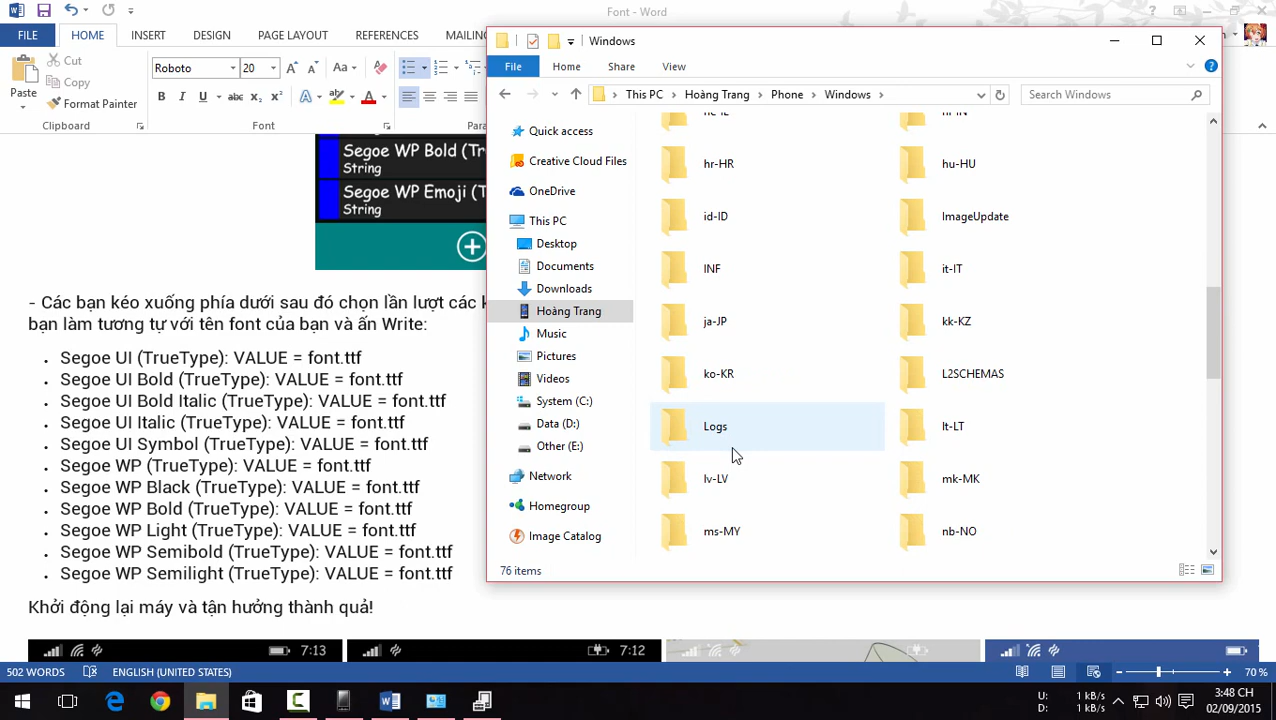 Font - Word
FILE
HOME
INSERT
DESIGN
PAGE LAYOUT
REFERENCES
MAILIN
Paste
Cut
Copy
Format Painter
Clipboard
Roboto
20
Font
Segoe WP Bold (Tr
String
Segoe WP Emoji (T
String
- Các bạn kéo xuống phía dưới sau đó chọn lần lượt các k
bạn làm tương tự với tên font của bạn và ấn Write:
Segoe UI (TrueType): VALUE = font.ttf
Segoe UI Bold (TrueType): VALUE = font.ttf
Segoe UI Bold Italic (TrueType): VALUE = font.ttf
Segoe UI Italic (TrueType): VALUE = font.ttf
Segoe UI Symbol (TrueType): VALUE = font.ttf
Segoe WP (TrueType): VALUE = font.ttf
Segoe WP Black (TrueType): VALUE = font.ttf
Segoe WP Bold (TrueType): VALUE = font.ttf
Segoe WP Light (TrueType): VALUE = font.ttf
Segoe WP Semibold (TrueType): VALUE = font.ttf
Segoe WP Semilight (TrueType): VALUE = font.ttf
Khởi động lại máy và tận hưởng thành quả!
7:13
7:12
Windows
File
Home
Share
View
This PC
Hoàng Trang
Phone
Windows
Search Windows
Quick access
Creative Cloud Files
OneDrive
This PC
Desktop
Documents
Downloads
Hoàng Trang
Music
Pictures
Videos
System (C:)
Data (D:)
Other (E:)
Network
Homegroup
Image Catalog
hr-HR
hu-HU
id-ID
ImageUpdate
INF
it-IT
ja-JP
kk-KZ
ko-KR
L2SCHEMAS
Logs
lt-LT
lv-LV
mk-MK
ms-MY
nb-NO
76 items
502 WORDS
ENGLISH (UNITED STATES)
70 %
U: 1 kB/s
D: 1 kB/s
3:48 CH
02/09/2015